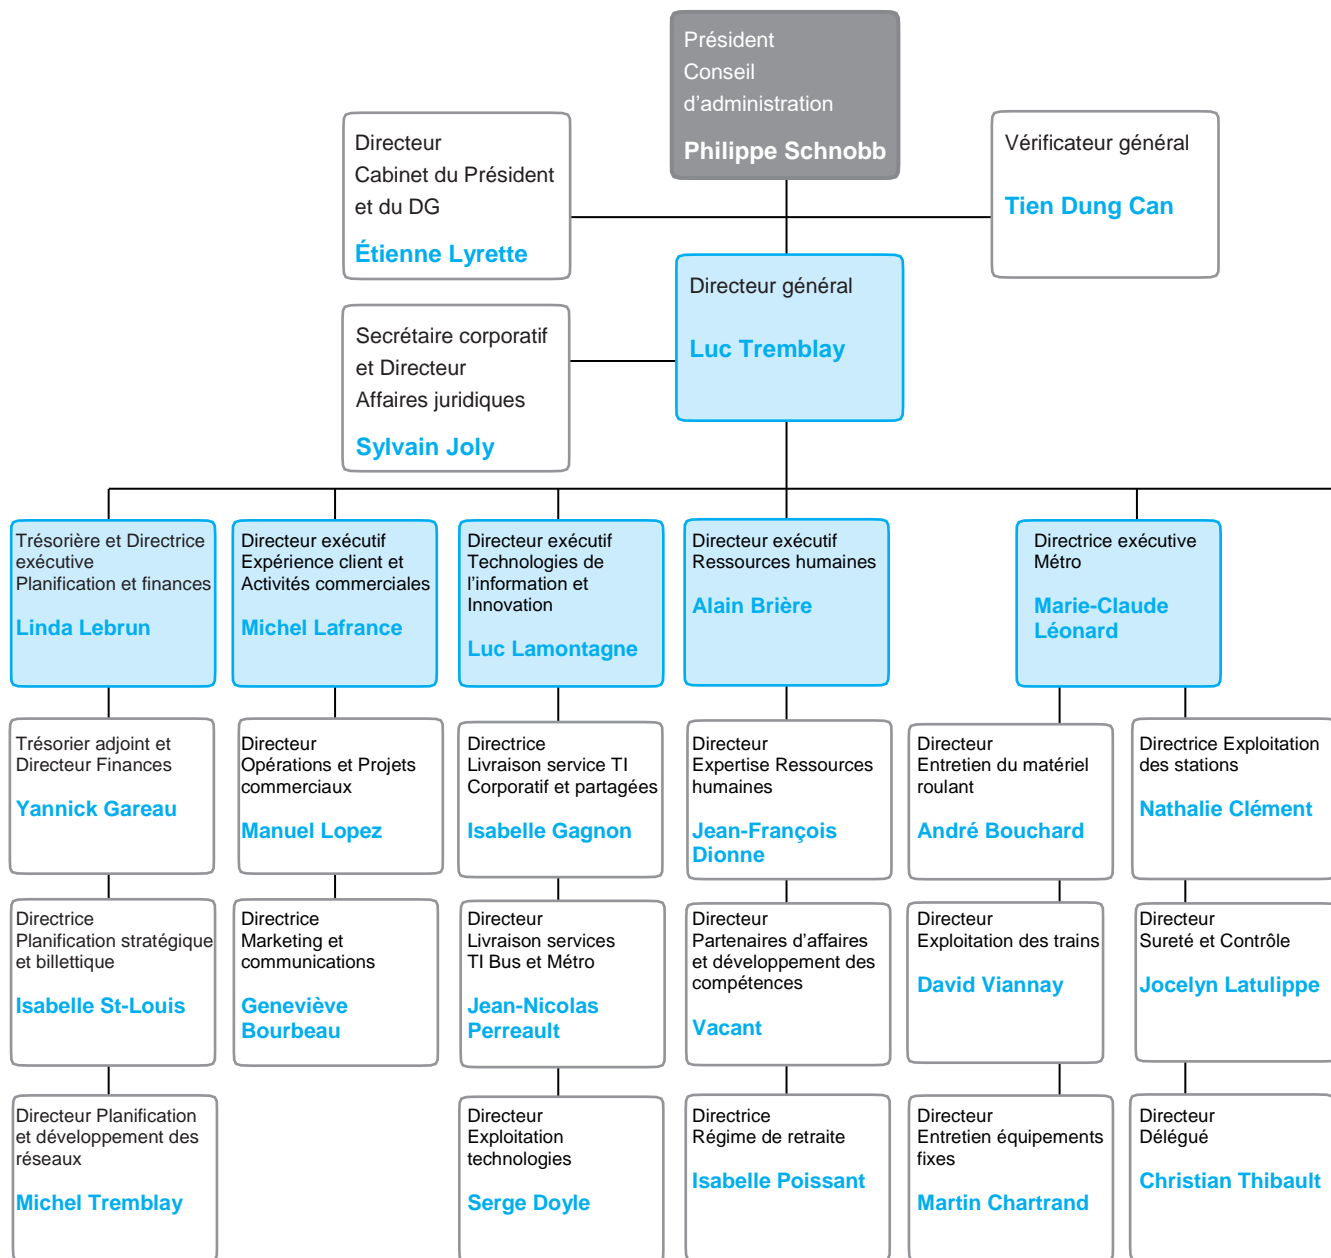 Président
Conseil
d'administration
Philippe Schnobb
Directeur
Cabinet du Président
et du DG
Étienne Lyrette
Vérificateur général
Tien Dung Can
Directeur général
Luc Tremblay
Secrétaire corporatif
et Directeur
Affaires juridiques
Sylvain Joly
Trésorière et Directrice
exécutive
Planification et finances
Linda Lebrun
Directeur exécutif
Expérience client et
Activités commerciales
Michel Lafrance
Directeur exécutif
Technologies de
l'information et
Innovation
Luc Lamontagne
Directeur exécutif
Ressources humaines
Alain Brière
Directrice exécutive
Métro
Marie-Claude
Léonard
Trésorier adjoint et
Directeur Finances
Yannick Gareau
Directeur
Opérations et Projets
commerciaux
Manuel Lopez
Directrice
Livraison service TI
Corporatif et partagées
Isabelle Gagnon
Directeur
Expertise Ressources
humaines
Jean-François
Dionne
Directeur
Entretien du matériel
roulant
André Bouchard
Directrice Exploitation
des stations
Nathalie Clément
Directrice
Planification stratégique
et billettique
Isabelle St-Louis
Directrice
Marketing et
communications
Geneviève
Bourbeau
Directeur
Livraison services
TI Bus et Métro
Jean-Nicolas
Perreault
Directeur
Partenaires d'affaires
et développement des
compétences
Vacant
Directeur
Exploitation des trains
David Viannay
Directeur
Sureté et Contrôle
Jocelyn Latulippe
Directeur Planification
et développement des
réseaux
Michel Tremblay
Directeur
Exploitation
technologies
Serge Doyle
Directrice
Régime de retraite
Isabelle Poissant
Directeur
Entretien équipements
fixes
Martin Chartrand
Directeur
Délégué
Christian Thibault